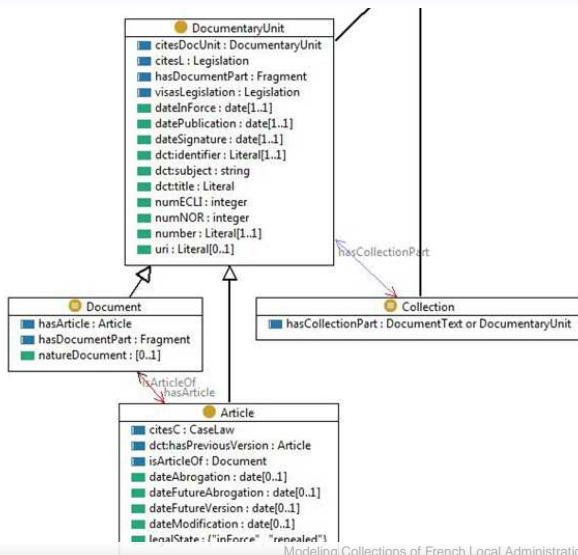 DocumentaryUnit
citesDocUnit : DocumentaryUnit
citesL : Legislation
hasDocumentPart : Fragment
visasLegislation : Legislation
dateInForce : date[1..1]
datePublication : date[1..1]
dateSignature : date[1..1]
dct:identifier : Literal[1..1]
dct:subject : string
dct:title : Literal
numECLI : integer
numNOR : integer
number : Literal[1..1]
uri : Literal[0..1]
hasCollectionPart
Document
hasArticle : Article
hasDocumentPart : Fragment
natureDocument : [0..1]
Collection
hasCollectionPart : DocumentText or DocumentaryUnit
isArticleOf
hasArticle
Article
citesC : CaseLaw
dct:hasPreviousVersion : Article
isArticleOf : Document
dateAbrogation : date[0..1]
dateFutureAbrogation : date[0..1]
dateFutureVersion : date[0..1]
dateModification : date[0..1]
legalState : {"inForce" "repealed"}
Modeling Collections of French Local Administrati